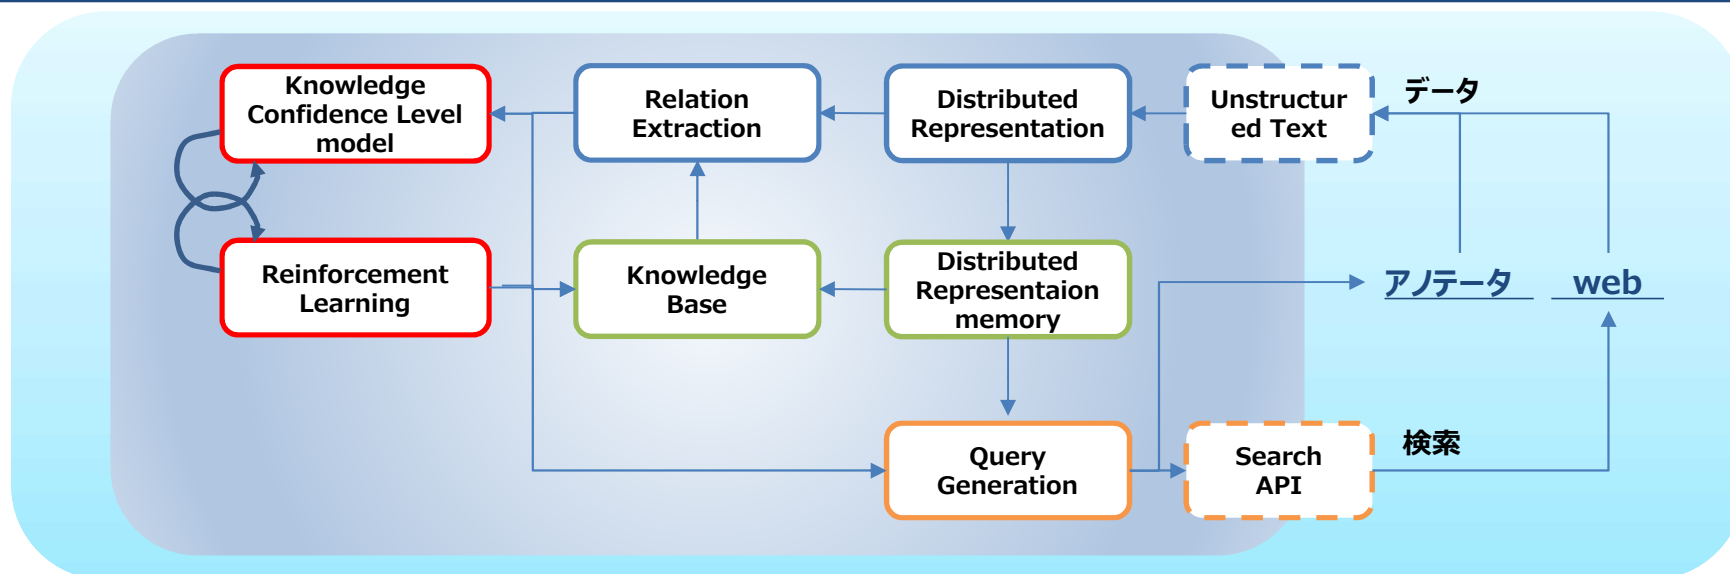 Knowledge
Confidence Level
model
Relation
Extraction
Distributed
Representation
Unstructur
ed Text
データ
Reinforcement
Learning
Knowledge
Base
Distributed
Representaion
memory
アノテータ
web
Query
Generation
Search
API
検索